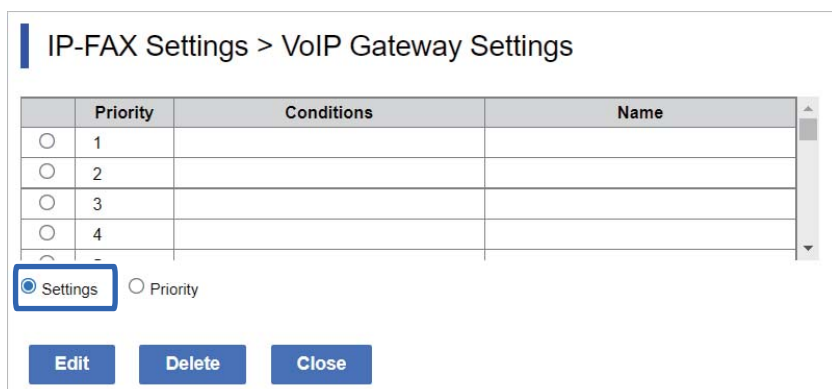 IP-FAX Settings > VoIP Gateway Settings
Priority Conditions Name
1
2
3
4
Settings Priority
Edit Delete Close